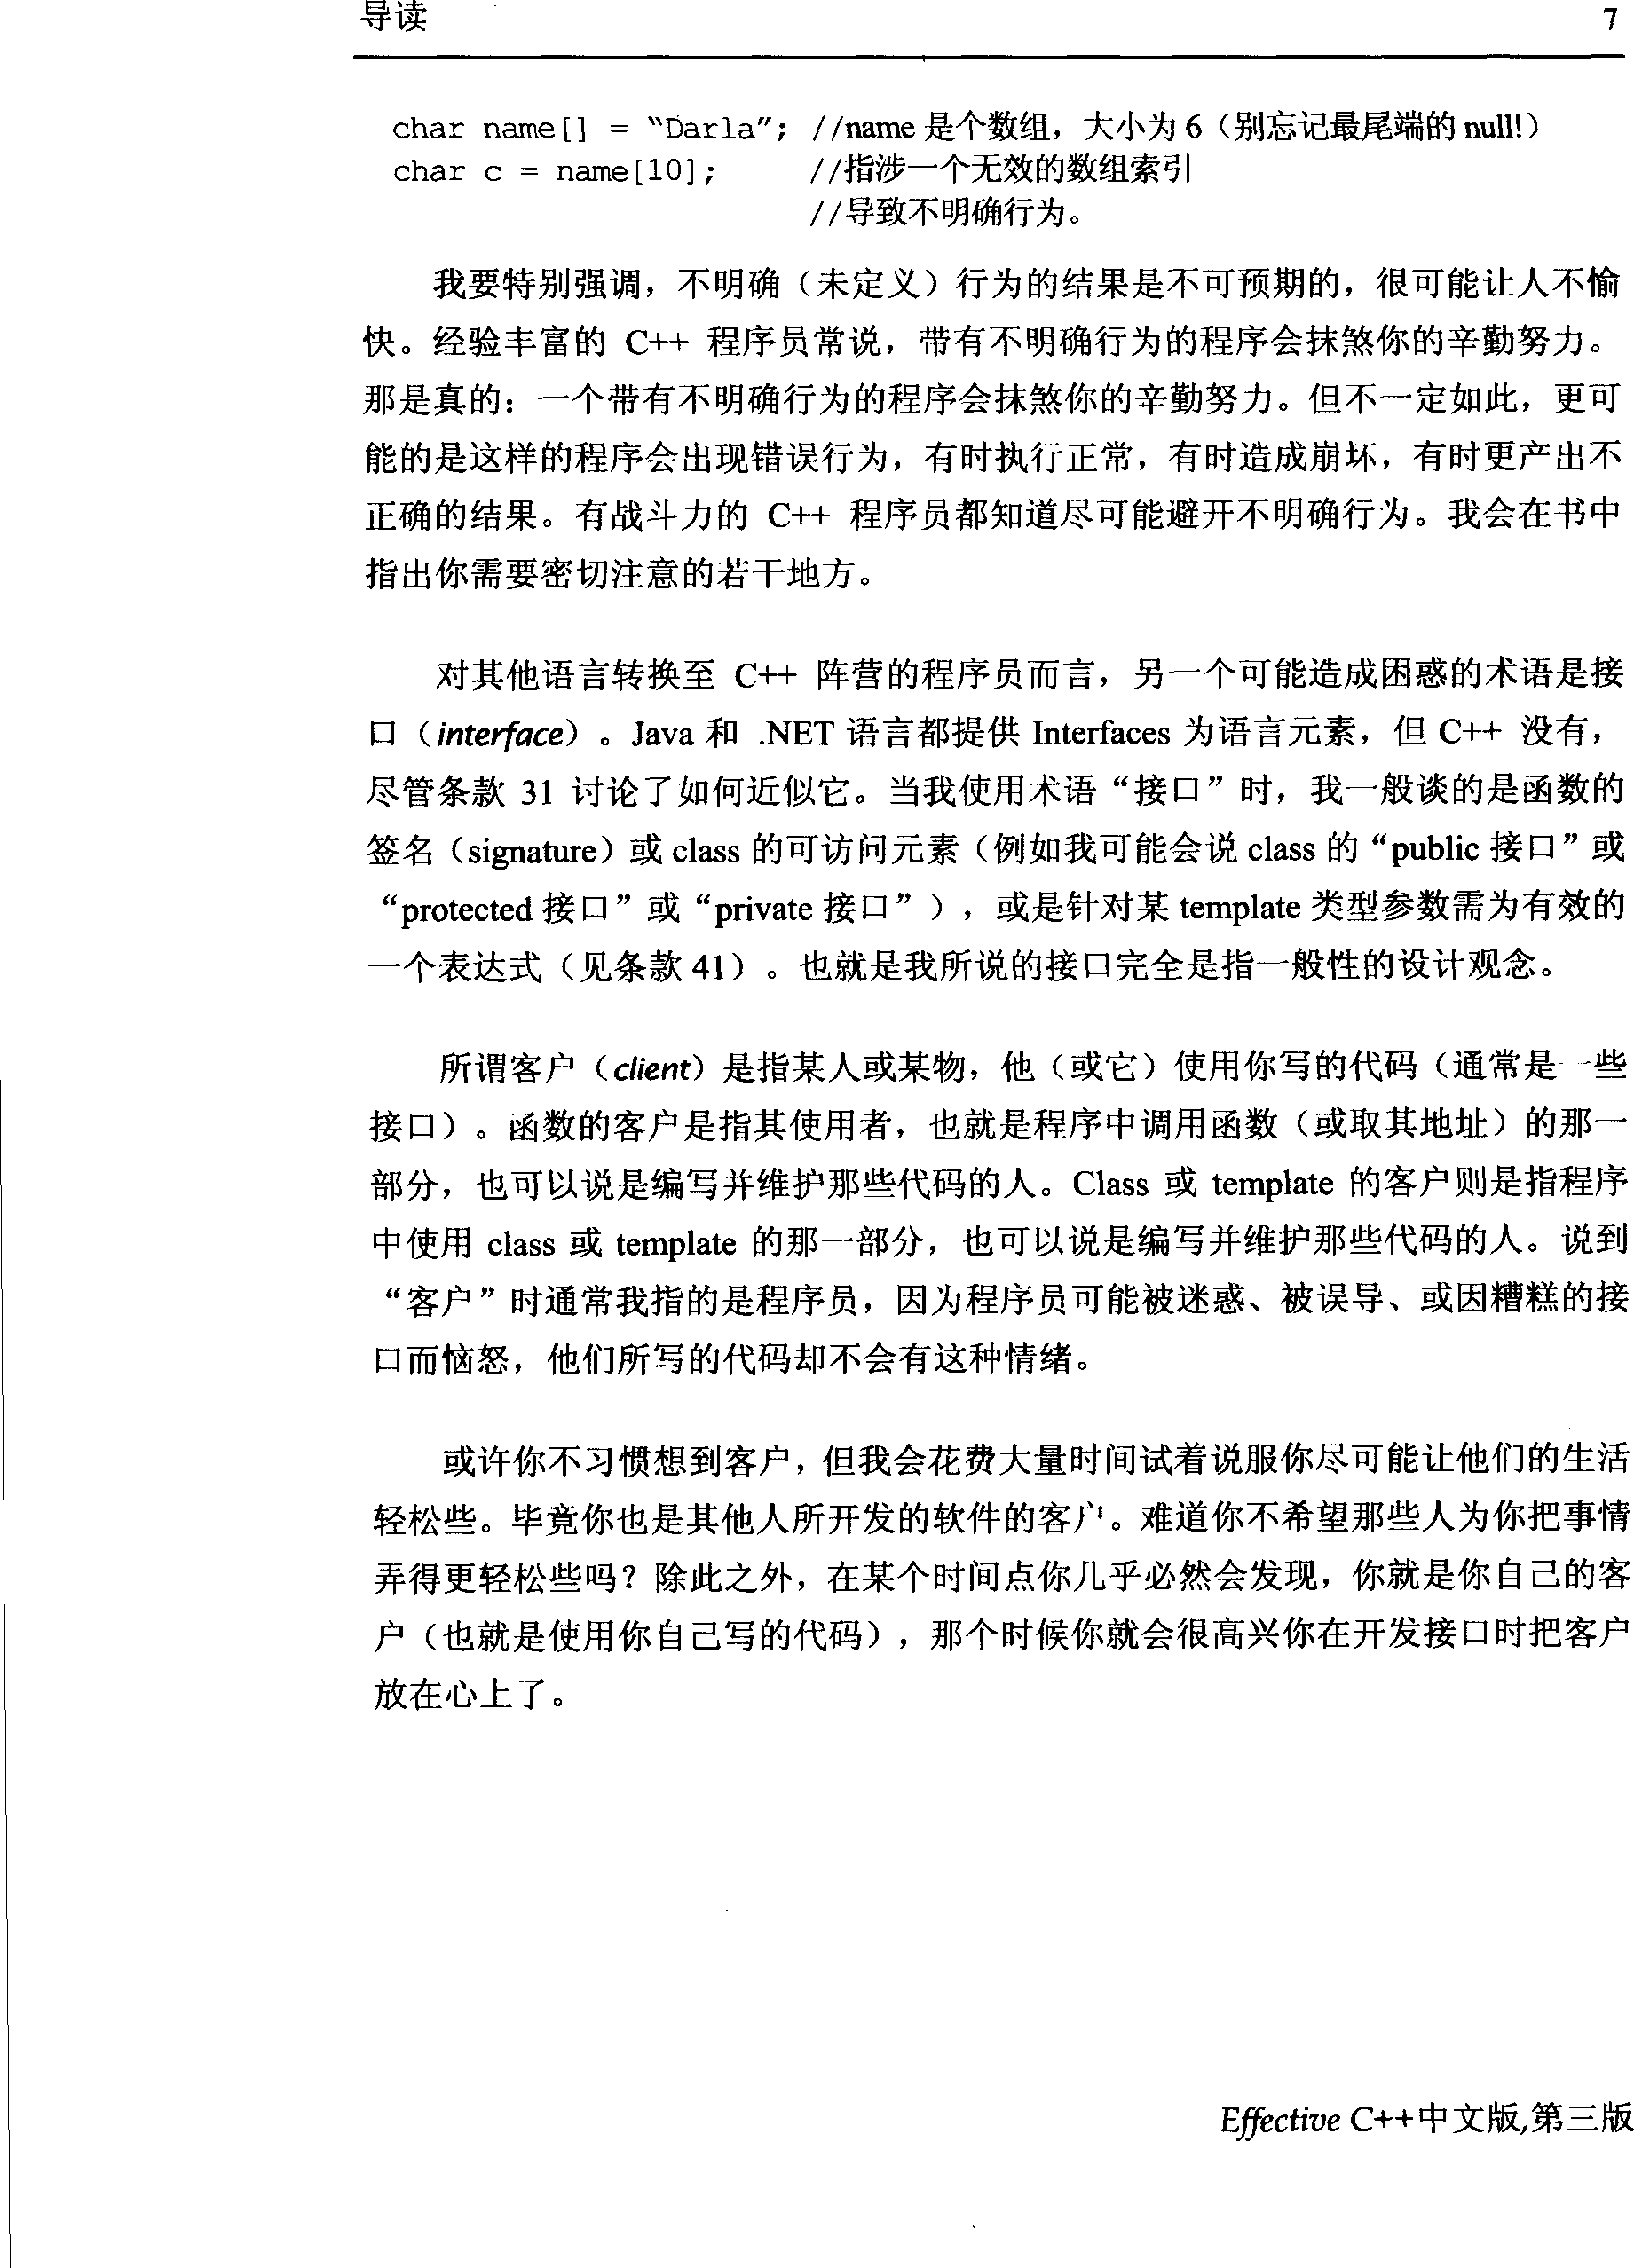 导读 7
char name[] = "Darla"; //name 是个数组，大小为 6（别忘记最尾端的 null!）
char c = name[10]; //指涉一个无效的数组索引
//导致不明确行为。
我要特别强调，不明确（未定义）行为的结果是不可预期的，很可能让人不愉
快。经验丰富的 C++ 程序员常说，带有不明确行为的程序会抹煞你的辛勤努力。
那是真的：一个带有不明确行为的程序会抹煞你的辛勤努力。但不一定如此，更可
能的是这样的程序会出现错误行为，有时执行正常，有时造成崩坏，有时更产出不
正确的结果。有战斗力的 C++ 程序员都知道尽可能避开不明确行为。我会在书中
指出你需要密切注意的若干地方。
对其他语言转换至 C++ 阵营的程序员而言，另一个可能造成困惑的术语是接
口（interface）。Java 和 .NET 语言都提供 Interfaces 为语言元素，但 C++ 没有，
尽管条款 31 讨论了如何近似它。当我使用术语“接口”时，我一般谈的是函数的
签名（signature）或 class 的可访问元素（例如我可能会说 class 的“public 接口”或
“protected 接口”或“private 接口”），或是针对某 template 类型参数需为有效的
一个表达式（见条款 41）。也就是我所说的接口完全是指一般性的设计观念。
所谓客户（client）是指某人或某物，他（或它）使用你写的代码（通常是一些
接口）。函数的客户是指其使用者，也就是程序中调用函数（或取其地址）的那一
部分，也可以说是编写并维护那些代码的人。Class 或 template 的客户则是指程序
中使用 class 或 template 的那一部分，也可以说是编写并维护那些代码的人。说到
“客户”时通常我指的是程序员，因为程序员可能被迷惑、被误导、或因糟糕的接
口而恼怒，他们所写的代码却不会有这种情绪。
或许你不习惯想到客户，但我会花费大量时间试着说服你尽可能让他们的生活
轻松些。毕竟你也是其他人所开发的软件的客户。难道你不希望那些人为你把事情
弄得更轻松些吗？除此之外，在某个时间点你几乎必然会发现，你就是你自己的客
户（也就是使用你自己写的代码），那个时候你就会很高兴你在开发接口时把客户
放在心上了。
Effective C++中文版,第三版